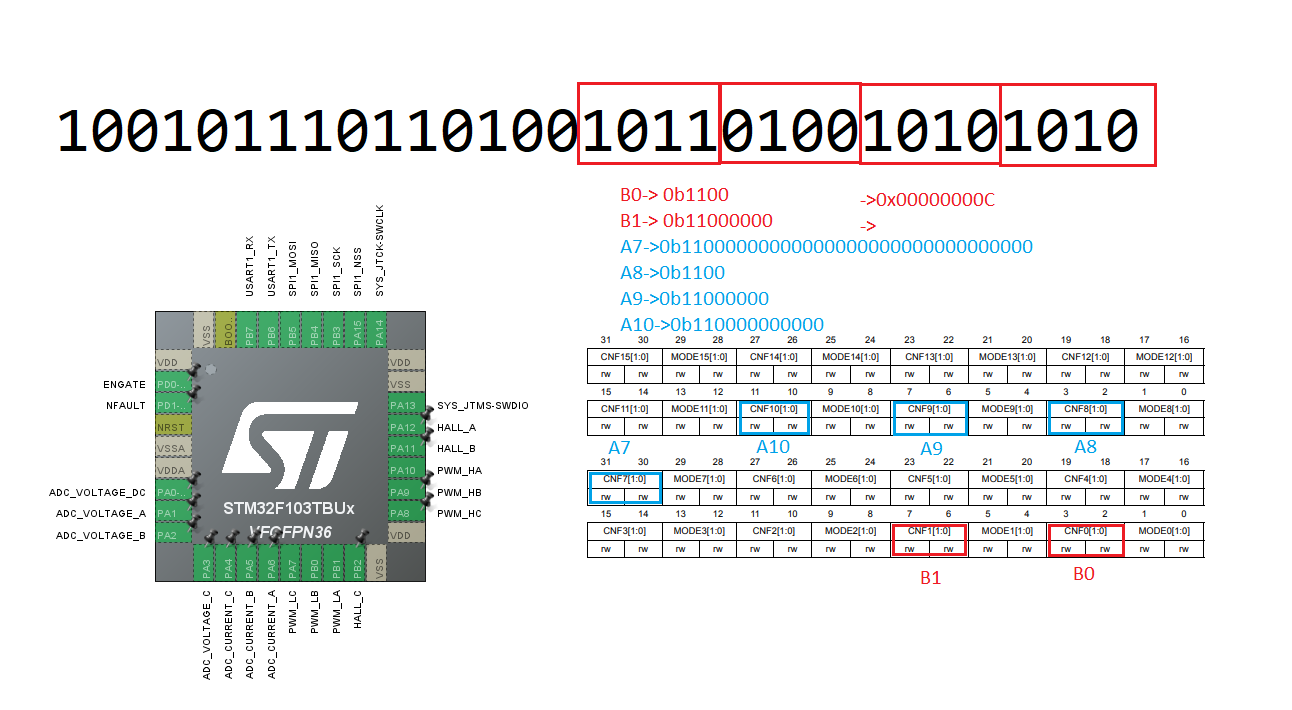 1001011101101001011010010101010
B0-> 0b1100
->0x00000000C
B1-> 0b11000000
->
A7->0b11000000000000000000000000000000
A8->0b1100
A9->0b11000000
A10->0b110000000000
USART1_RX
USART1_TX
SPI1_MOSI
SPI1_MISO
SPI1_SCK
SPI1_NSS
SYS_JTCK-SWCLK
VSS
BOO..
PB7
PB6
PB5
PB4
PB3
PA15
PA14
VDD
ENGATE PD0-..
NFAULT PD1-..
NRST
VSSA
VDDA
ADC_VOLTAGE_DC PA0-..
ADC_VOLTAGE_A PA1
ADC_VOLTAGE_B PA2
STM32F103TBUx
VFQFPN36
VDD
VSS
PA13 SYS_JTMS-SWDIO
PA12 HALL_A
PA11 HALL_B
PA10 PWM_HA
PA9 PWM_HB
PA8 PWM_HC
VDD
PA3
PA4
PA5
PA6
PA7
PB0
PB1
PB2
VSS
ADC_VOLTAGE_C
ADC_CURRENT_C
ADC_CURRENT_B
ADC_CURRENT_A
PWM_LC
PWM_LB
PWM_LA
HALL_C
31 30 29 28 27 26 25 24 23 22 21 20 19 18 17 16
CNF15[1:0] MODE15[1:0] CNF14[1:0] MODE14[1:0] CNF13[1:0] MODE13[1:0] CNF12[1:0] MODE12[1:0]
rw rw rw rw rw rw rw rw rw rw rw rw rw rw rw rw
15 14 13 12 11 10 9 8 7 6 5 4 3 2 1 0
CNF11[1:0] MODE11[1:0] CNF10[1:0] MODE10[1:0] CNF9[1:0] MODE9[1:0] CNF8[1:0] MODE8[1:0]
rw rw rw rw rw rw rw rw rw rw rw rw rw rw rw rw
A7 A10 A9 A8
31 30 29 28 27 26 25 24 23 22 21 20 19 18 17 16
CNF7[1:0] MODE7[1:0] CNF6[1:0] MODE6[1:0] CNF5[1:0] MODE5[1:0] CNF4[1:0] MODE4[1:0]
rw rw rw rw rw rw rw rw rw rw rw rw rw rw rw rw
15 14 13 12 11 10 9 8 7 6 5 4 3 2 1 0
CNF3[1:0] MODE3[1:0] CNF2[1:0] MODE2[1:0] CNF1[1:0] MODE1[1:0] CNF0[1:0] MODE0[1:0]
rw rw rw rw rw rw rw rw rw rw rw rw rw rw rw rw
B1 B0